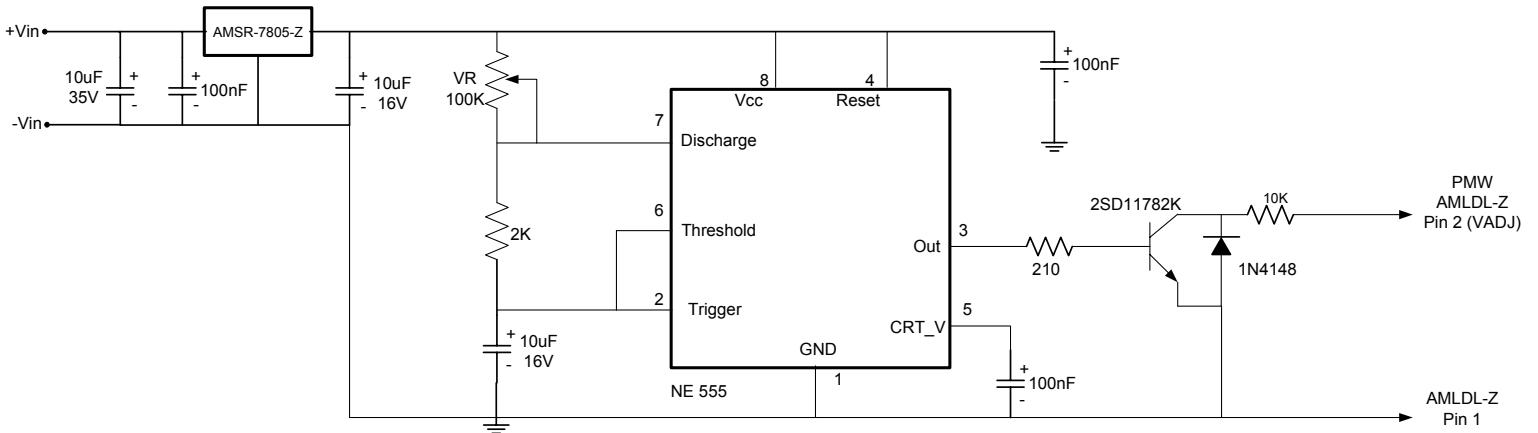 +Vin
AMSR-7805-Z
10uF
35V
+
-
+
100nF
-
+
10uF
16V
-
-Vin
VR
100K
2K
+
10uF
16V
-
8
Vcc
4
Reset
7
Discharge
6
Threshold
2
Trigger
3
Out
5
CRT_V
GND
1
NE 555
+
100nF
-
210
2SD11782K
10K
1N4148
+
100nF
-
PMW
AMLDL-Z
Pin 2 (VADJ)
AMLDL-Z
Pin 1